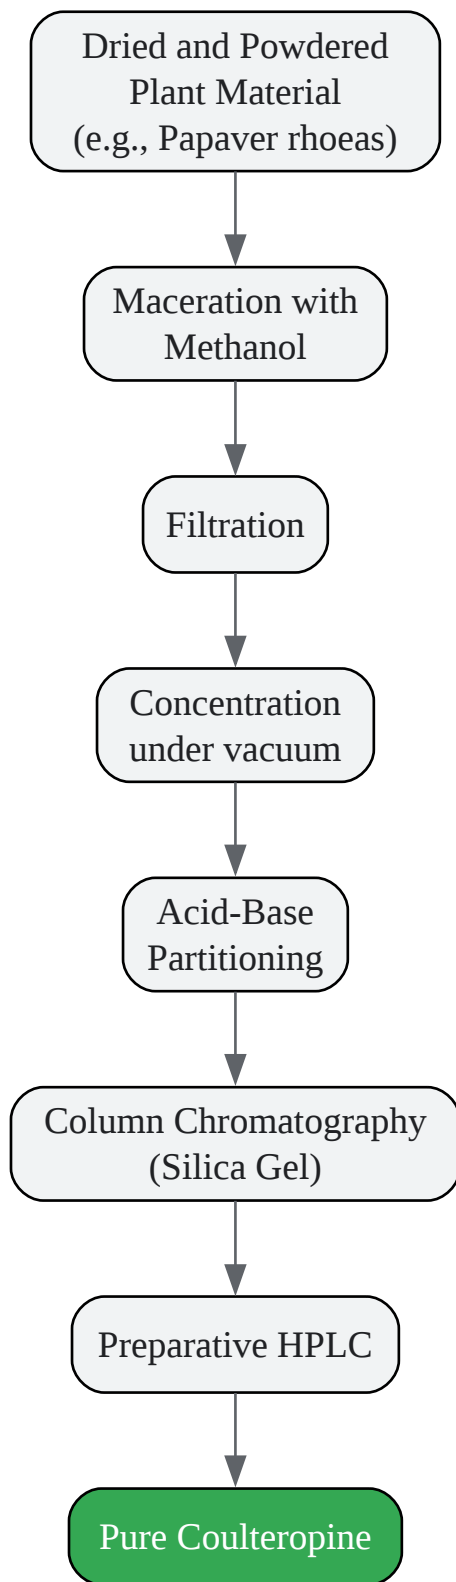 Dried and Powdered
Plant Material
(e.g., Papaver rhoeas)
Maceration with
Methanol
Filtration
Concentration
under vacuum
Acid-Base
Partitioning
Column Chromatography
(Silica Gel)
Preparative HPLC
Pure Coulteropine